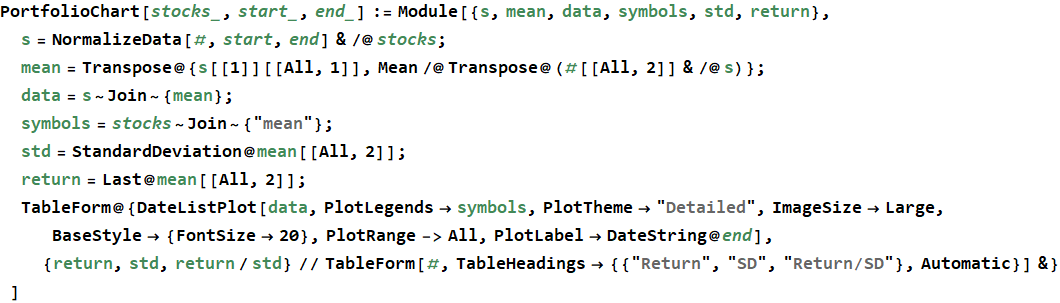 PortfolioChart[stocks_, start_, end_] := Module[{s, mean, data, symbols, std, return},
s = NormalizeData[#, start, end] & /@ stocks;
mean = Transpose@{s[[1]][[All, 1]], Mean /@ Transpose@(#[[All, 2]] & /@ s)};
data = s~Join~{mean};
symbols = stocks~Join~{"mean"};
std = StandardDeviation@mean[[All, 2]];
return = Last@mean[[All, 2]];
TableForm@{DateListPlot[data, PlotLegends → symbols, PlotTheme → "Detailed", ImageSize → Large,
BaseStyle → {FontSize → 20}, PlotRange -> All, PlotLabel → DateString@end],
{return, std, return / std} // TableForm[#, TableHeadings → {{"Return", "SD", "Return/SD"}, Automatic}] &}
]